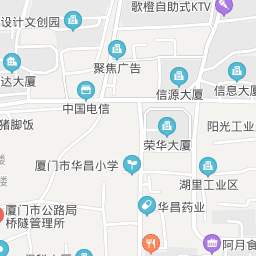 歌橙自助式KTV
设计文创园
聚焦广告
达大厦
信源大厦
信息大厦
中国电信
猪脚饭
阳光工业
荣华大厦
厦门市华昌小学
湖里工业区
华昌药业
厦门市公路局
桥隧管理所
阿月食